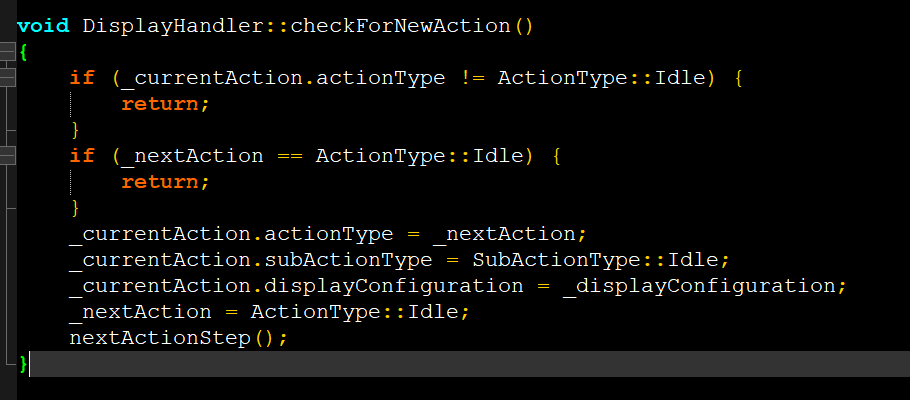 void DisplayHandler::checkForNewAction()
{
    if (_currentAction.actionType != ActionType::Idle) {
        return;
    }
    if (_nextAction == ActionType::Idle) {
        return;
    }
    _currentAction.actionType = _nextAction;
    _currentAction.subActionType = SubActionType::Idle;
    _currentAction.displayConfiguration = _displayConfiguration;
    _nextAction = ActionType::Idle;
    nextActionStep();
}